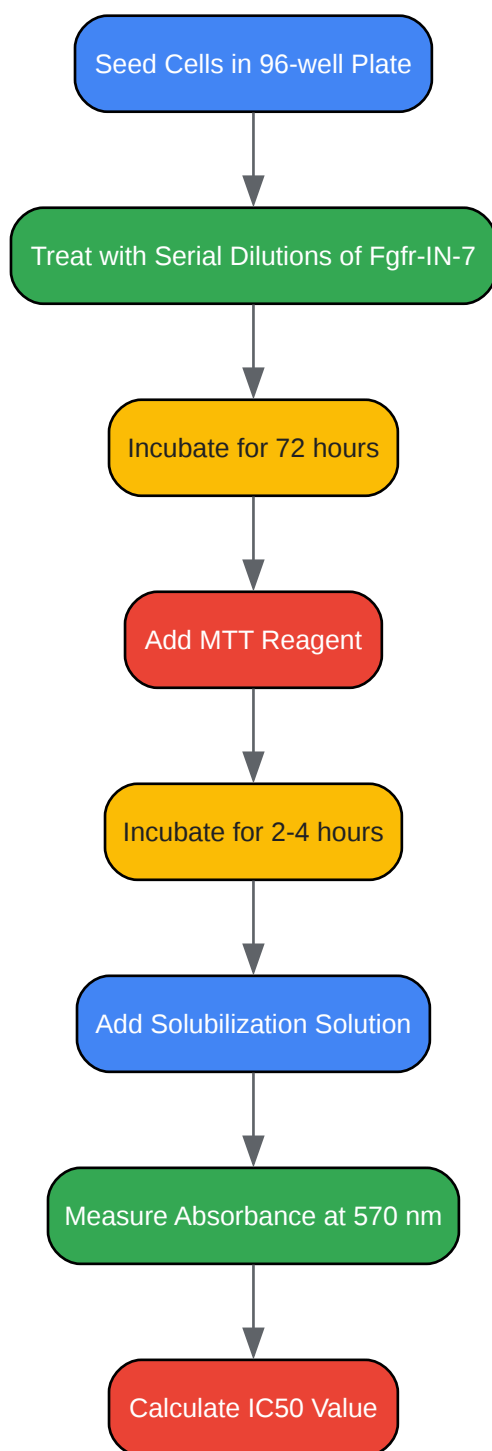 Seed Cells in 96-well Plate
Treat with Serial Dilutions of Fgfr-IN-7
Incubate for 72 hours
Add MTT Reagent
Incubate for 2-4 hours
Add Solubilization Solution
Measure Absorbance at 570 nm
Calculate IC50 Value